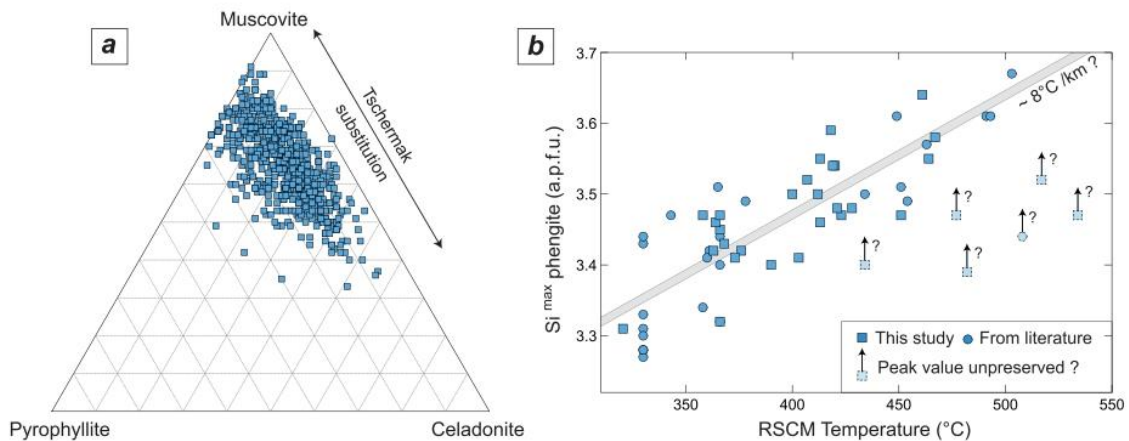 a
Muscovite
Tschermak
substitution
Pyrophyllite
Celadonite
b
3.7
3.6
3.5
3.4
3.3
Si max phengite (a.p.f.u.)
~ 8°C /km ?
?
?
?
?
?
?
This study
From literature
Peak value unpreserved ?
350
400
450
500
550
RSCM Temperature (°C)